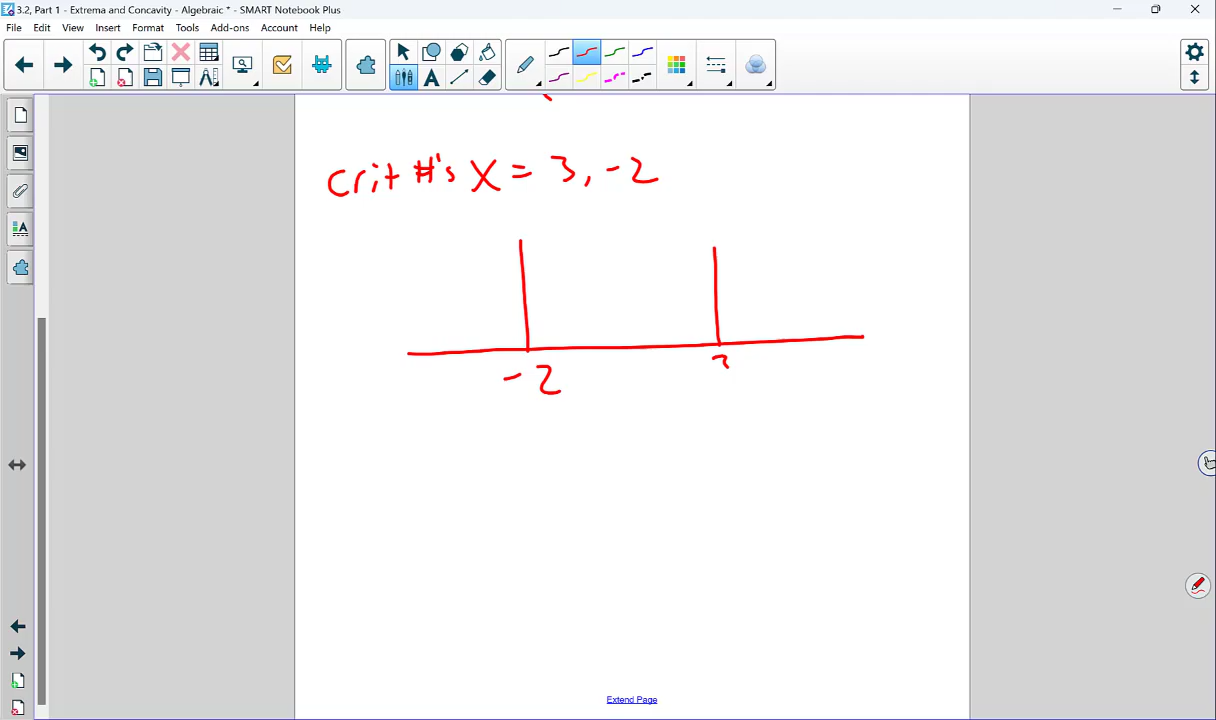 3.2, Part 1 - Extrema and Concavity - Algebraic * - SMART Notebook Plus
File Edit View Insert Format Tools Add-ons Account Help
crit #'s X = 3, -2
-2
Extend Page